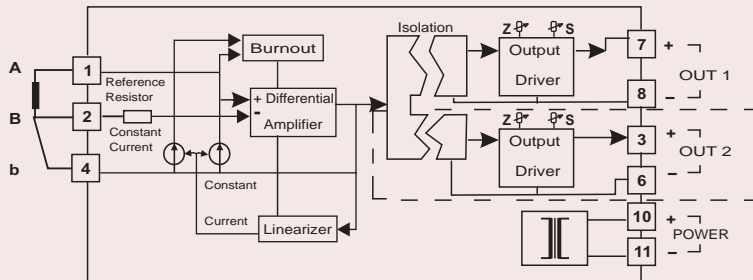 Isolation
A
1
Reference
Resistor
B
2
Constant
Current
b
4
Burnout
+ Differential
-
Amplifier
Constant
Current
Linearizer
Z S
Output
Driver
7 +
OUT 1
8 -
Z S
Output
Driver
3 +
OUT 2
6 -
10 +
POWER
11 -